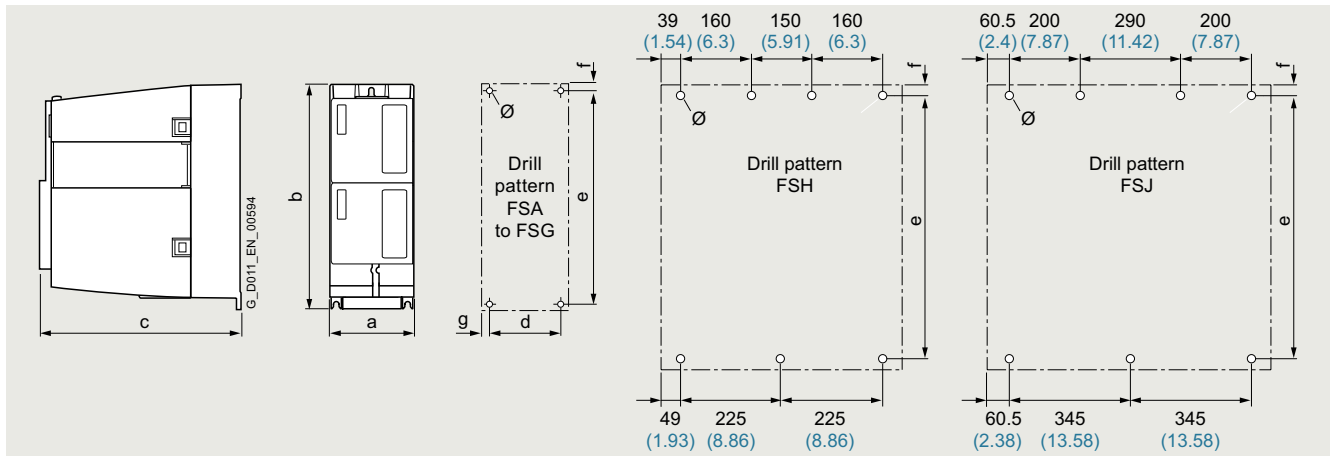 39 160 150 160
(1.54) (6.3) (5.91) (6.3)
60.5 200 290 200
(2.4) (7.87) (11.42) (7.87)
f
f
f
Ø
Ø
Ø
Drill
pattern
FSA
to FSG
Drill pattern
FSH
Drill pattern
FSJ
b
e
e
e
G_D011_EN_00594
c
a
g
d
49 225 225
(1.93) (8.86) (8.86)
60.5 345 345
(2.38) (13.58) (13.58)